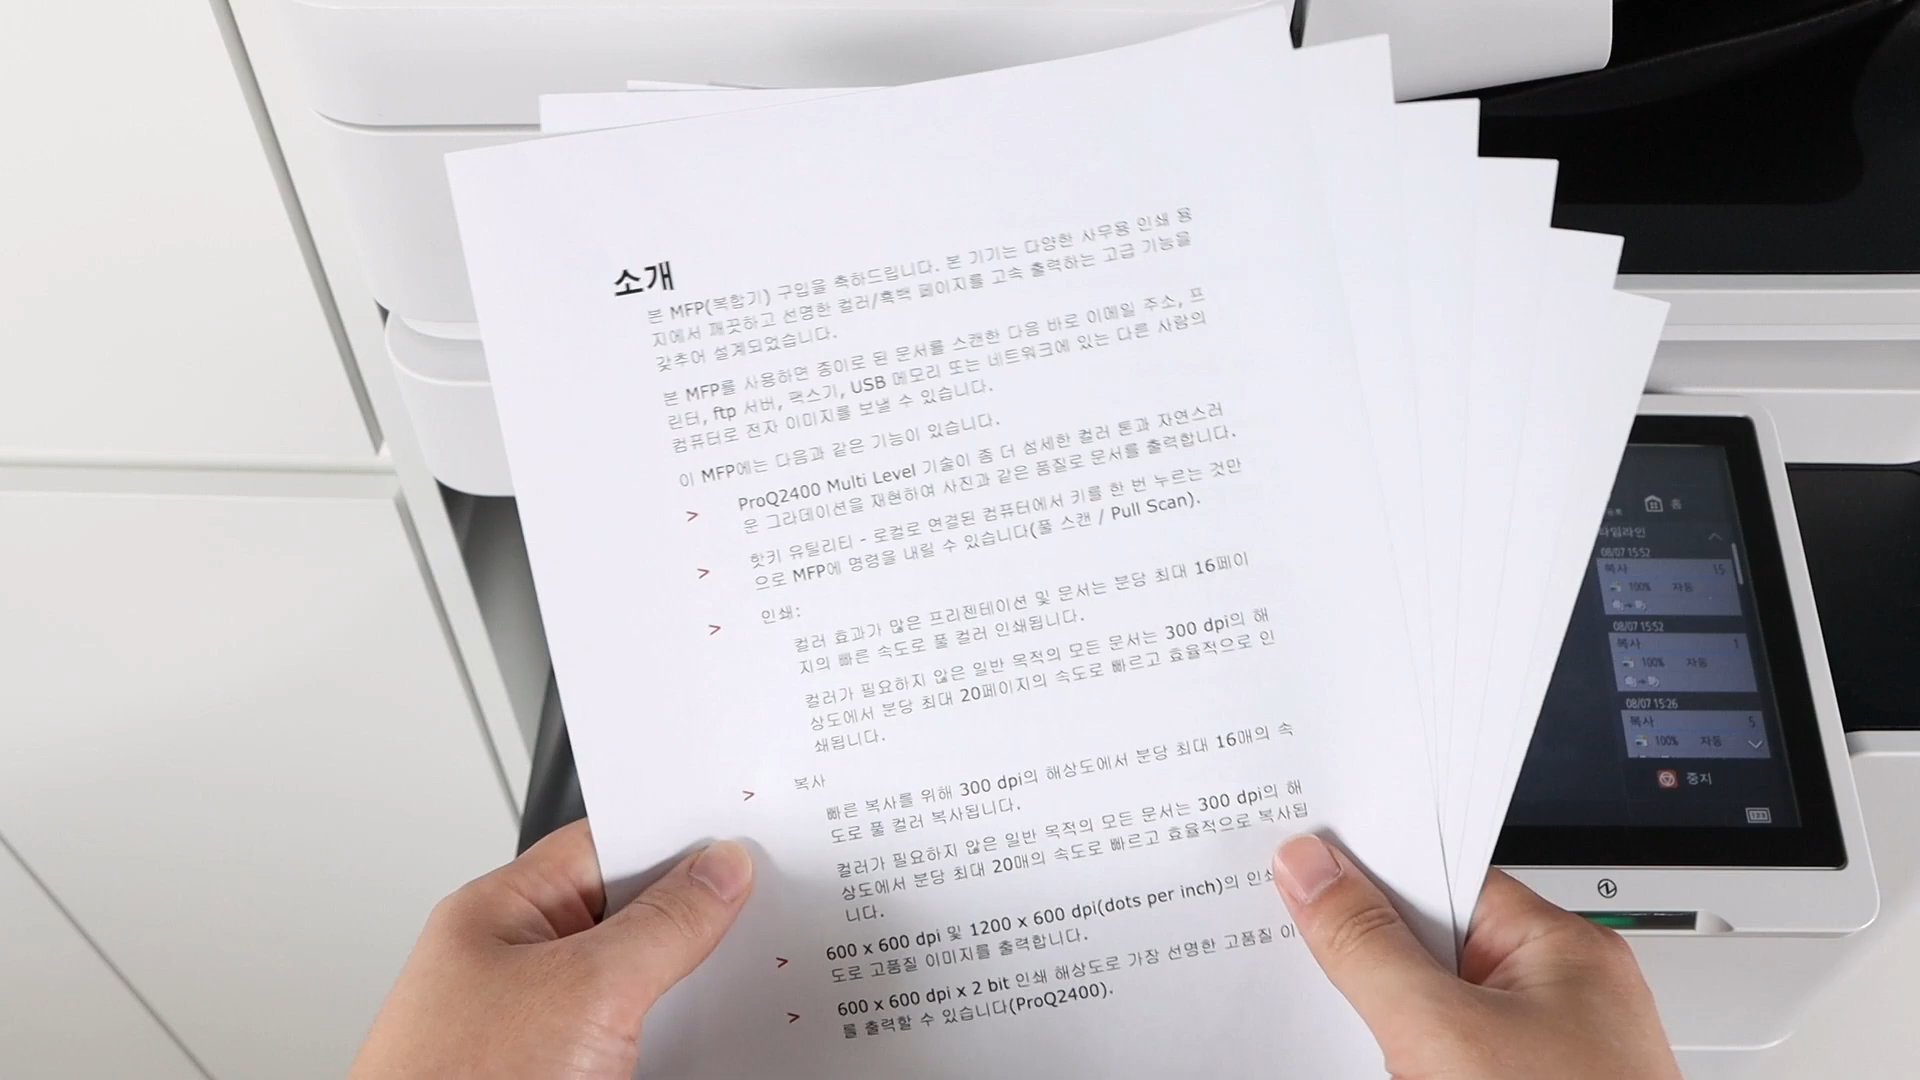 소개
본 MFP(복합기) 구입을 축하드립니다. 본 기기는 다양한 사무용 인쇄 용
지에서 깨끗하고 선명한 컬러/흑백 페이지를 고속 출력하는 고급 기능을
갖추어 설계되었습니다.
본 MFP를 사용하면 종이로 된 문서를 스캔한 다음 바로 이메일 주소, 프
린터, ftp 서버, 팩스기, USB 메모리 또는 네트워크에 있는 다른 사람의
컴퓨터로 전자 이미지를 보낼 수 있습니다.
이 MFP에는 다음과 같은 기능이 있습니다.
> ProQ2400 Multi Level 기술이 좀 더 섬세한 컬러 톤과 자연스러
운 그라데이션을 재현하여 사진과 같은 품질로 문서를 출력합니다.
> 핫키 유틸리티 - 로컬로 연결된 컴퓨터에서 키를 한 번 누르는 것만
으로 MFP에 명령을 내릴 수 있습니다(풀 스캔 / Pull Scan).
> 인쇄:
컬러 효과가 많은 프리젠테이션 및 문서는 분당 최대 16페이
지의 빠른 속도로 풀 컬러 인쇄됩니다.
컬러가 필요하지 않은 일반 목적의 모든 문서는 300 dpi의 해
상도에서 분당 최대 20페이지의 속도로 빠르고 효율적으로 인
쇄됩니다.
> 복사
빠른 복사를 위해 300 dpi의 해상도에서 분당 최대 16매의 속
도로 풀 컬러 복사됩니다.
컬러가 필요하지 않은 일반 목적의 모든 문서는 300 dpi의 해
상도에서 분당 최대 20매의 속도로 빠르고 효율적으로 복사됩
니다.
> 600 x 600 dpi 및 1200 x 600 dpi(dots per inch)의 인쇄
도로 고품질 이미지를 출력합니다.
> 600 x 600 dpi x 2 bit 인쇄 해상도로 가장 선명한 고품질 이
를 출력할 수 있습니다(ProQ2400).
홈
타임라인
08/07 15:52
복사 15
100% 자동
08/07 15:52
복사 1
100% 자동
08/07 15:26
복사 5
100% 자동
중지
123